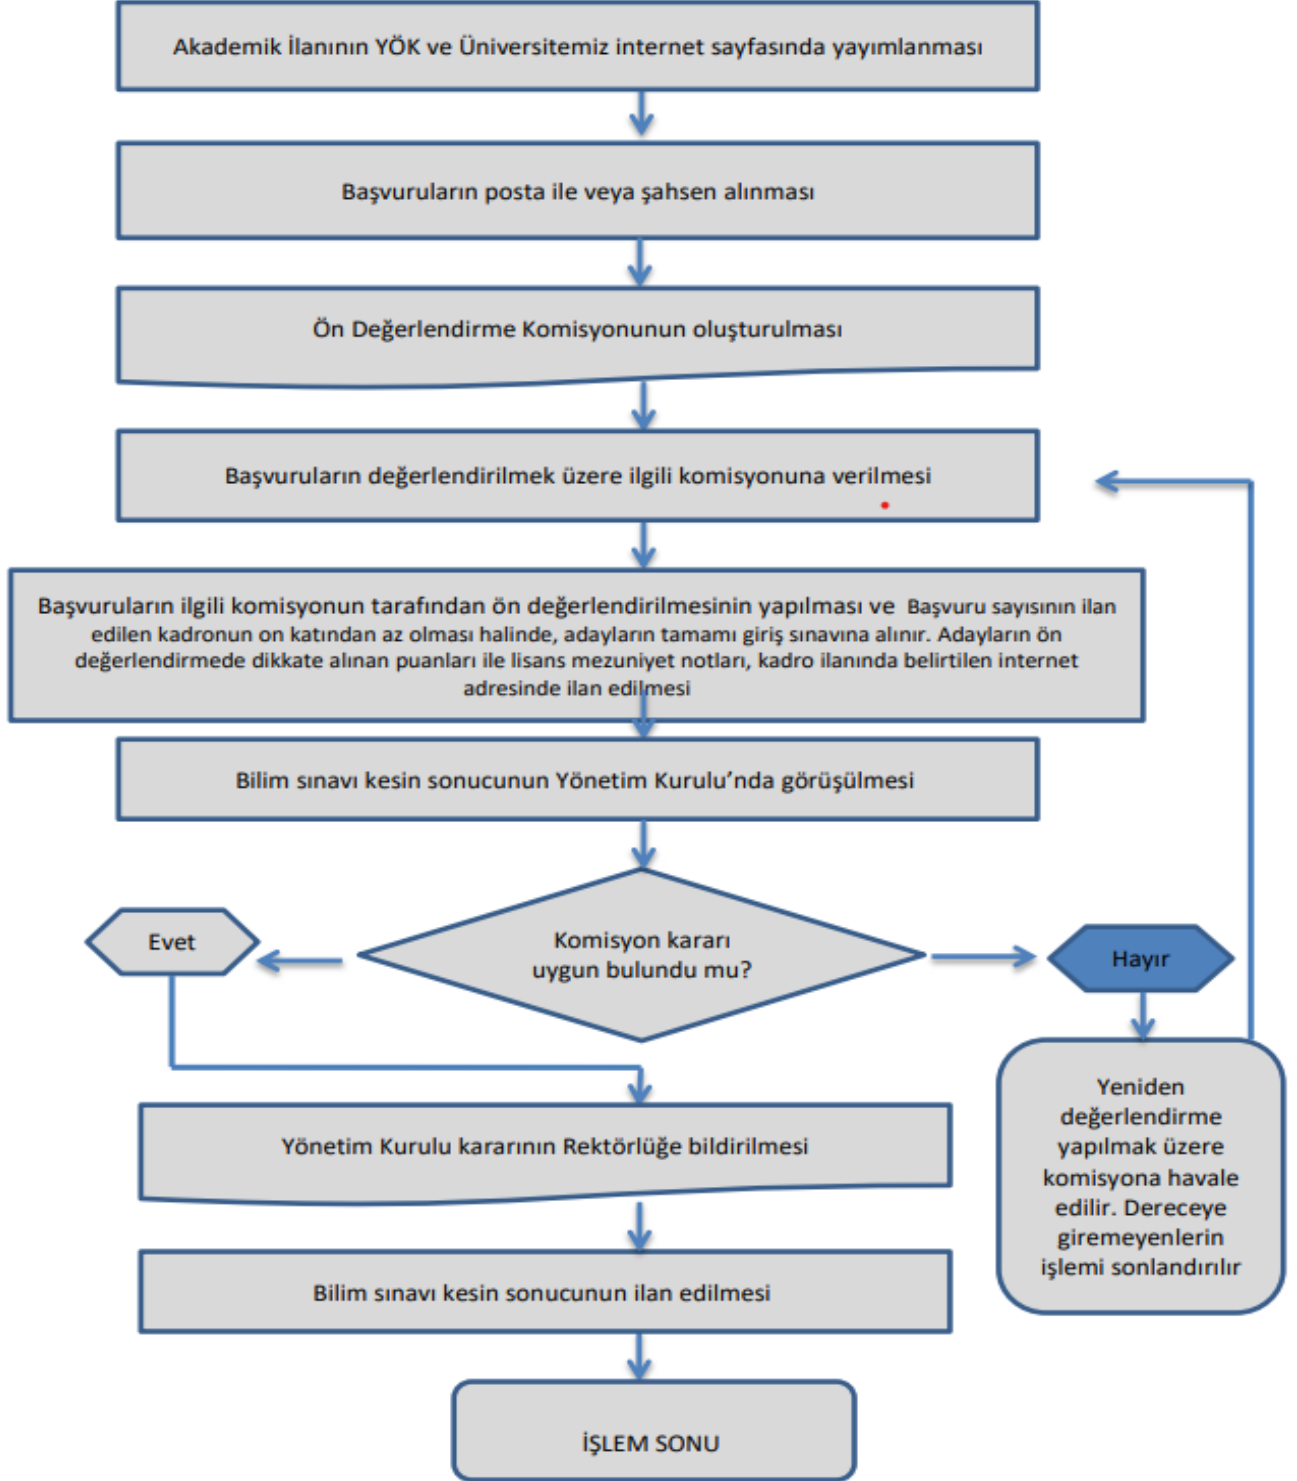 Akademik İlanının YÖK ve Üniversitemiz internet sayfasında yayımlanması
Başvuruların posta ile veya şahsen alınması
Ön Değerlendirme Komisyonunun oluşturulması
Başvuruların değerlendirilmek üzere ilgili komisyonuna verilmesi
Başvuruların ilgili komisyonun tarafından ön değerlendirilmesinin yapılması ve Başvuru sayısının ilan
edilen kadronun on katından az olması halinde, adayların tamamı giriş sınavına alınır. Adayların ön
değerlendirmede dikkate alınan puanları ile lisans mezuniyet notları, kadro ilanında belirtilen internet
adresinde ilan edilmesi
Bilim sınavı kesin sonucunun Yönetim Kurulu’nda görüşülmesi
Komisyon kararı
uygun bulundu mu?
Evet
Hayır
Yeniden
değerlendirme
yapılmak üzere
komisyona havale
edilir. Dereceye
giremeyenlerin
işlemi sonlandırılır
Yönetim Kurulu kararının Rektörlüğe bildirilmesi
Bilim sınavı kesin sonucunun ilan edilmesi
İŞLEM SONU